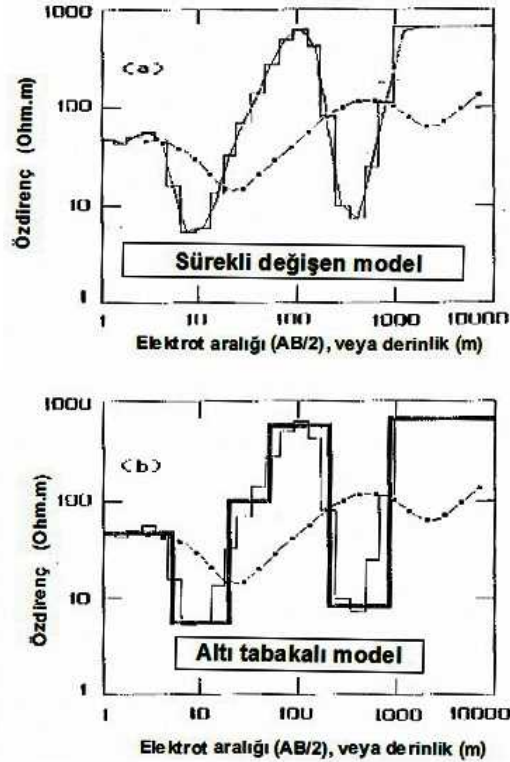 1000
100
10
1
Özdirenç (Ohm.m)
(a)
Sürekli değişen model
1 10 100 1000 10000
Elektrot aralığı (AB/2), veya derinlik (m)
1000
100
10
1
Özdirenç (Ohm.m)
(b)
Altı tabakalı model
1 10 100 1000 10000
Elektrot aralığı (AB/2), veya derinlik (m)